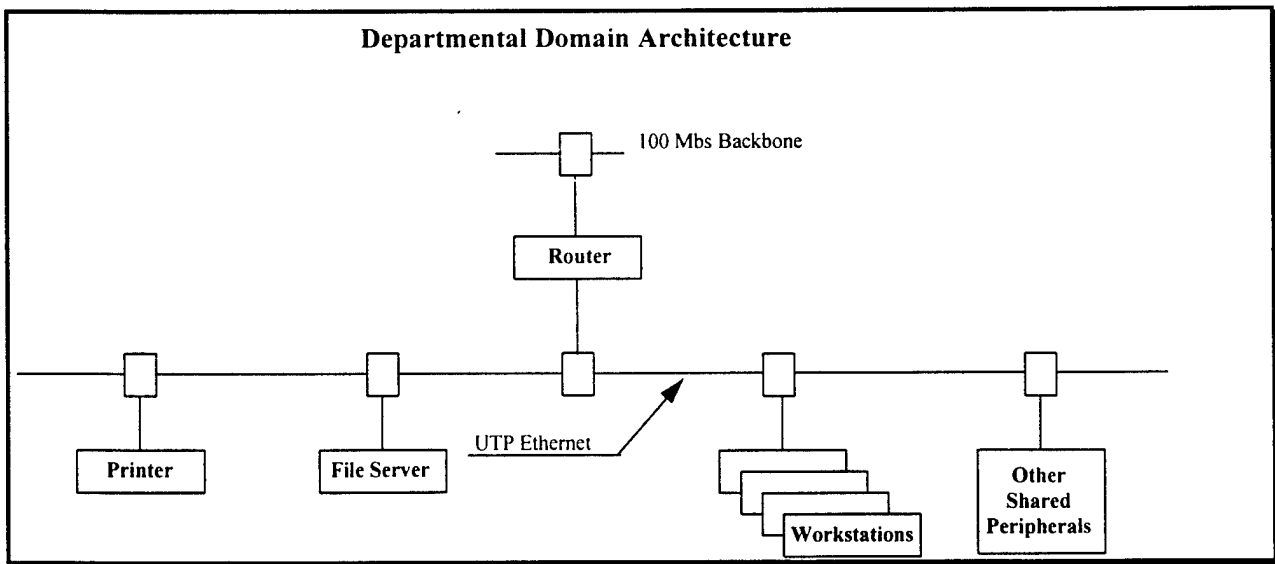 Departmental Domain Architecture
100 Mbs Backbone
Router
UTP Ethernet
Printer
File Server
Workstations
Other
Shared
Peripherals